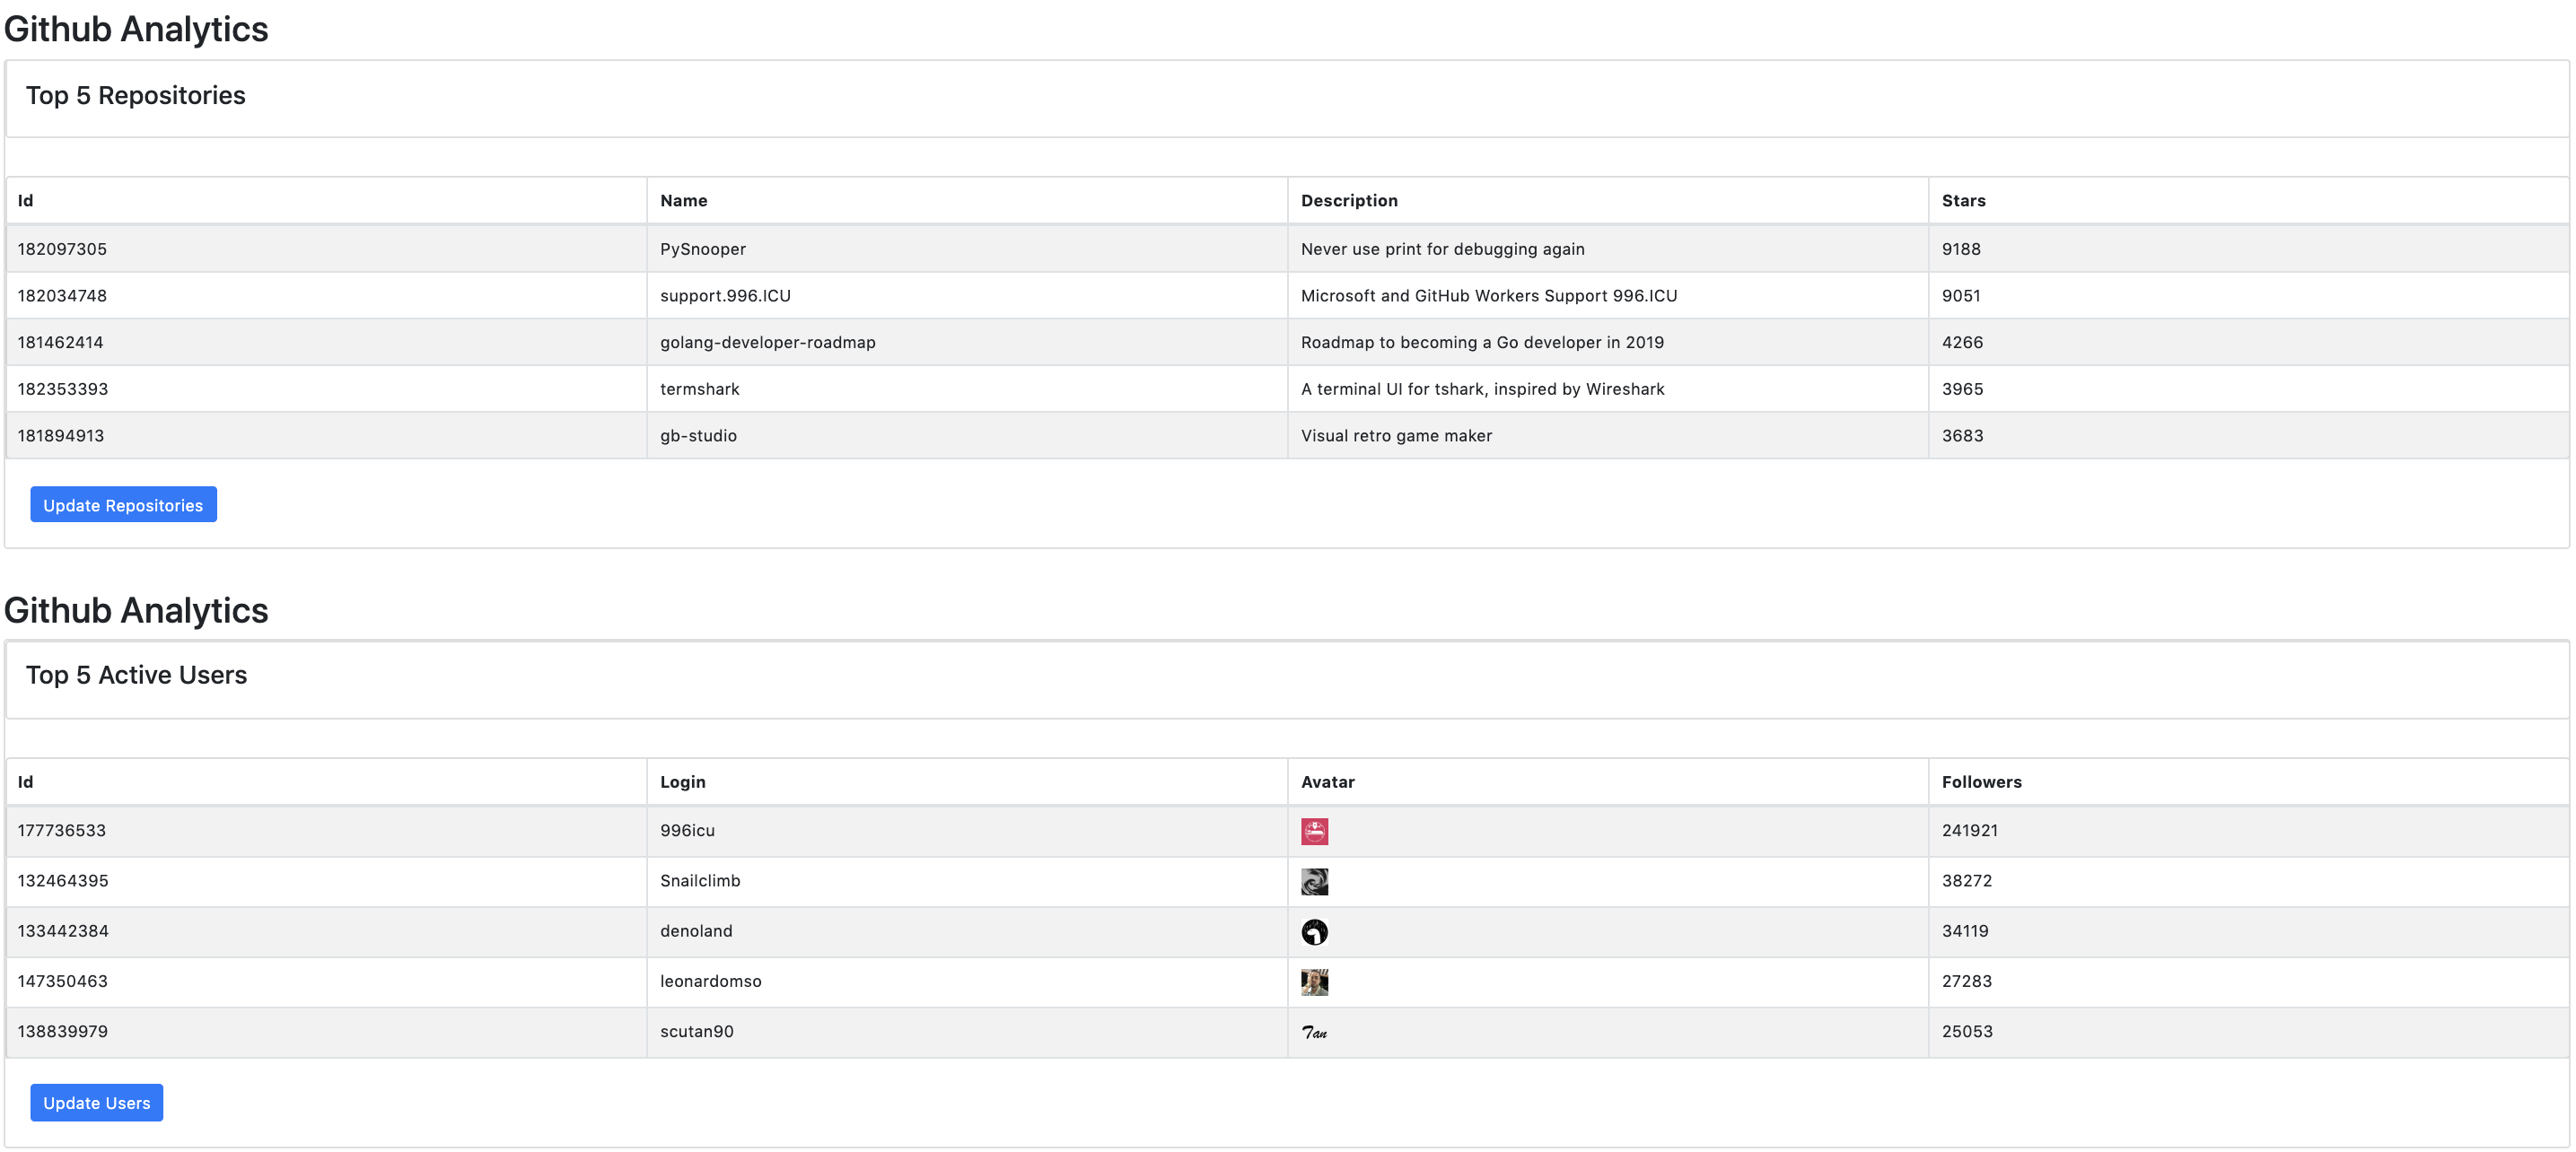 Github Analytics
Top 5 Repositories
Id Name Description Stars
182097305 PySnooper Never use print for debugging again 9188
182034748 support.996.ICU Microsoft and GitHub Workers Support 996.ICU 9051
181462414 golang-developer-roadmap Roadmap to becoming a Go developer in 2019 4266
182353393 termshark A terminal UI for tshark, inspired by Wireshark 3965
181894913 gb-studio Visual retro game maker 3683
Update Repositories
Github Analytics
Top 5 Active Users
Id Login Avatar Followers
177736533 996icu 241921
132464395 Snailclimb 38272
133442384 denoland 34119
147350463 leonardomso 27283
138839979 scutan90 Tan 25053
Update Users